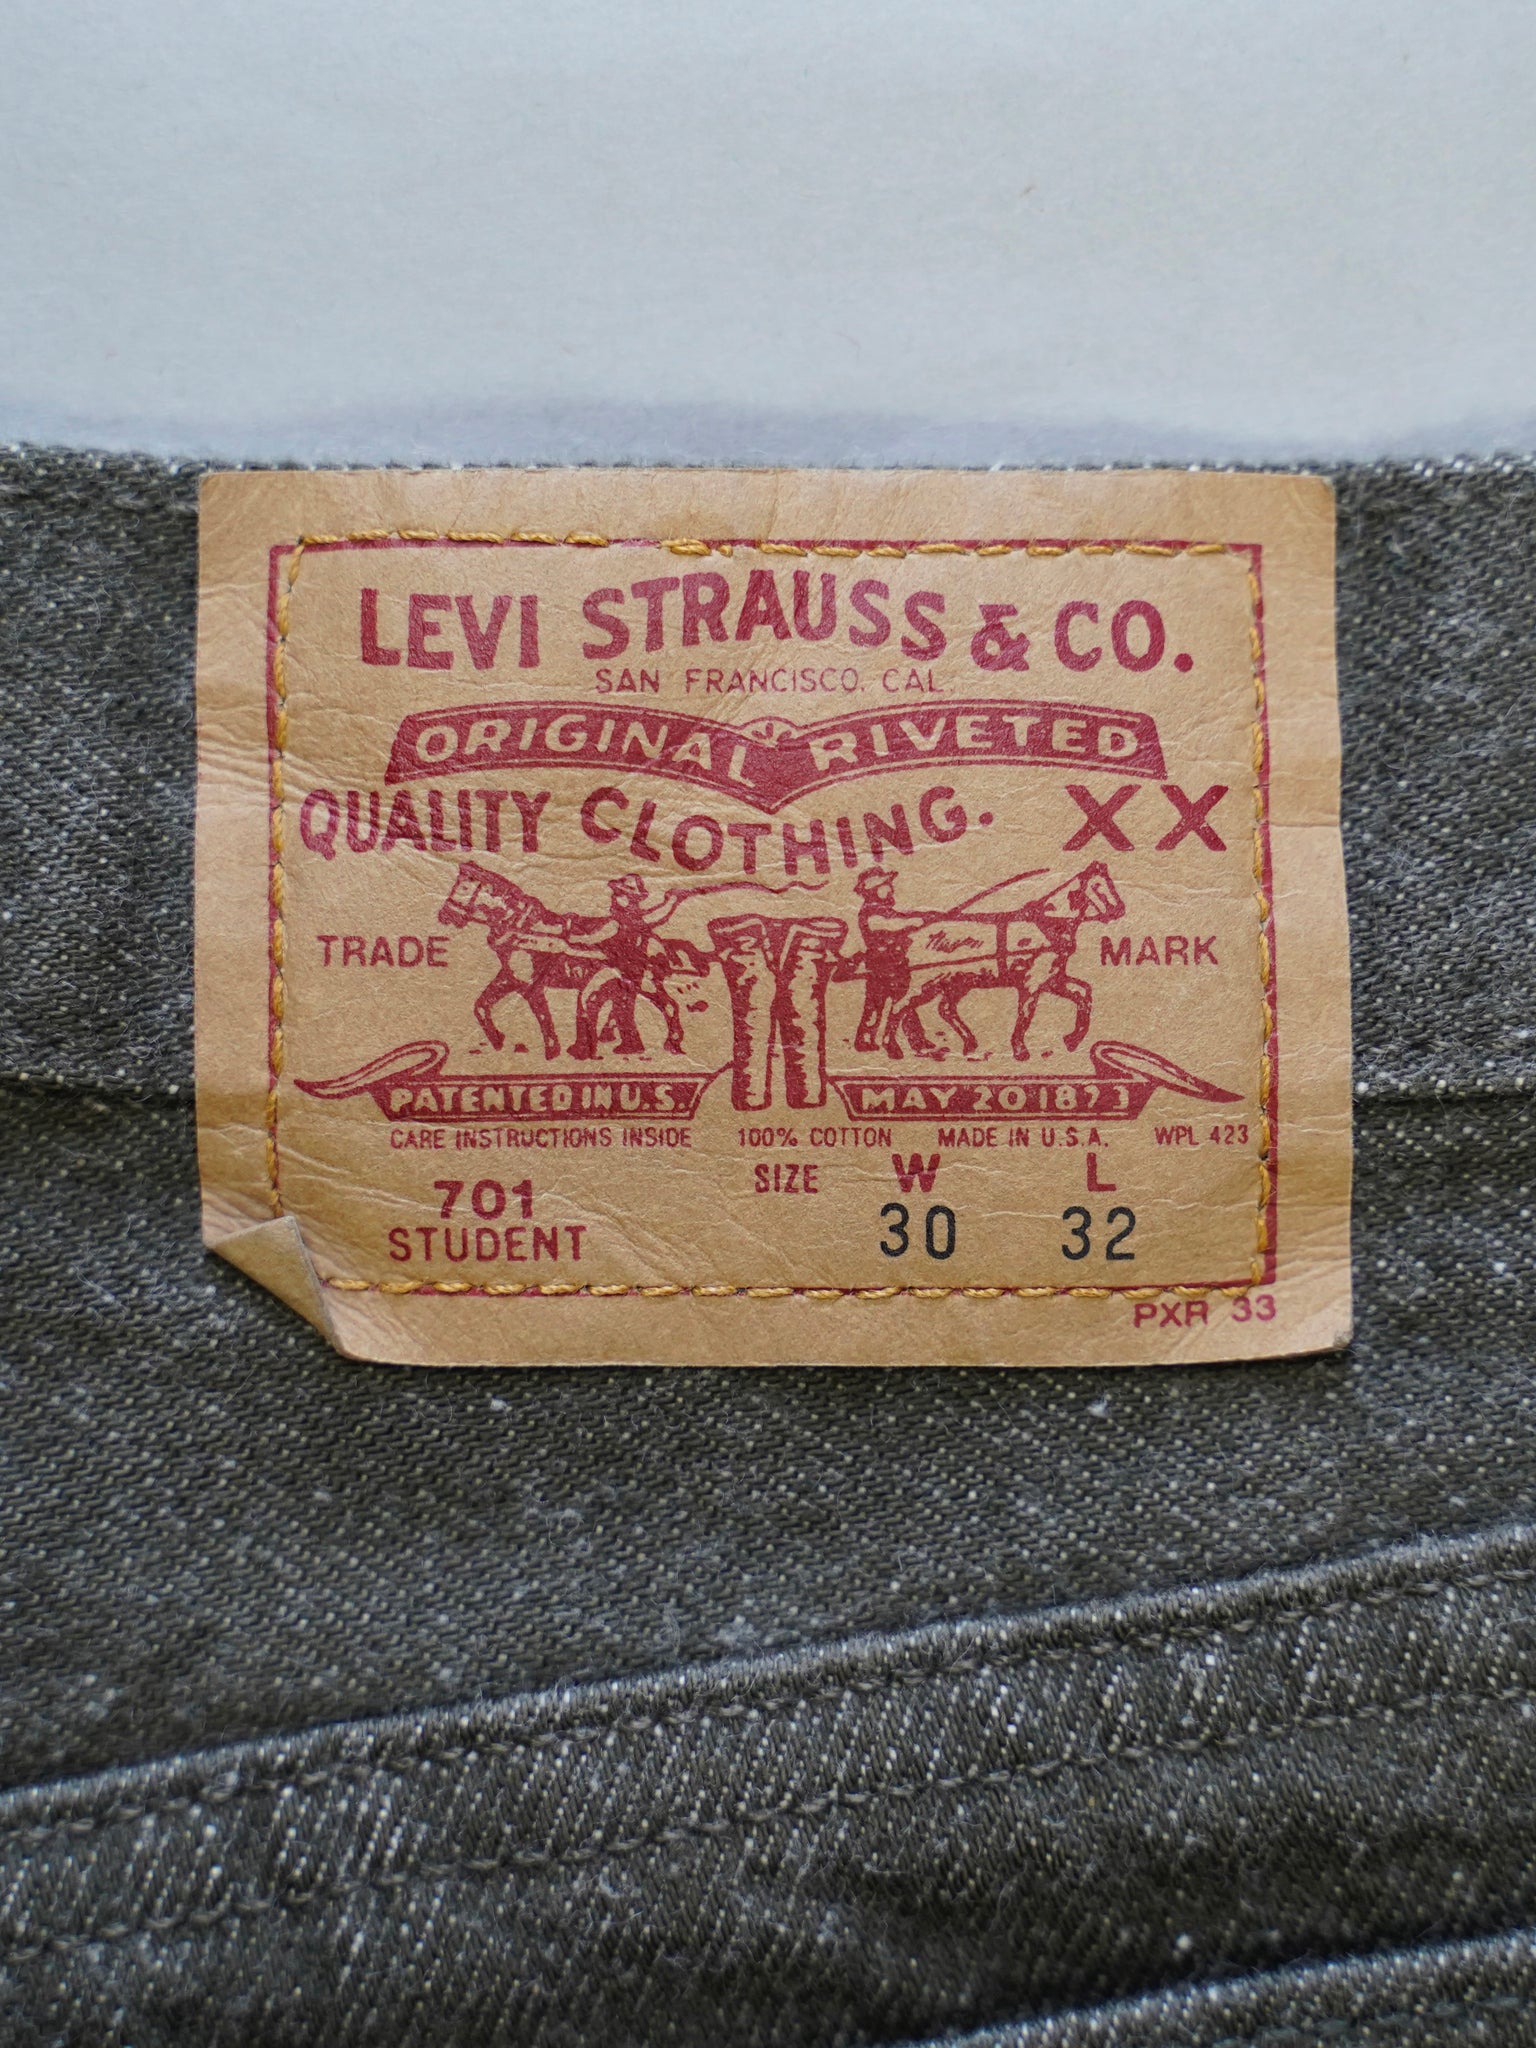 LEVI STRAUSS & CO.
SAN FRANCISCO, CAL.
ORIGINAL RIVETED
QUALITY CLOTHING. XX
TRADE MARK
PATENTED IN U.S. MAY 20 1873
CARE INSTRUCTIONS INSIDE 100% COTTON MADE IN U.S.A. WPL 423
SIZE W L
701 30 32
STUDENT
PXR 33